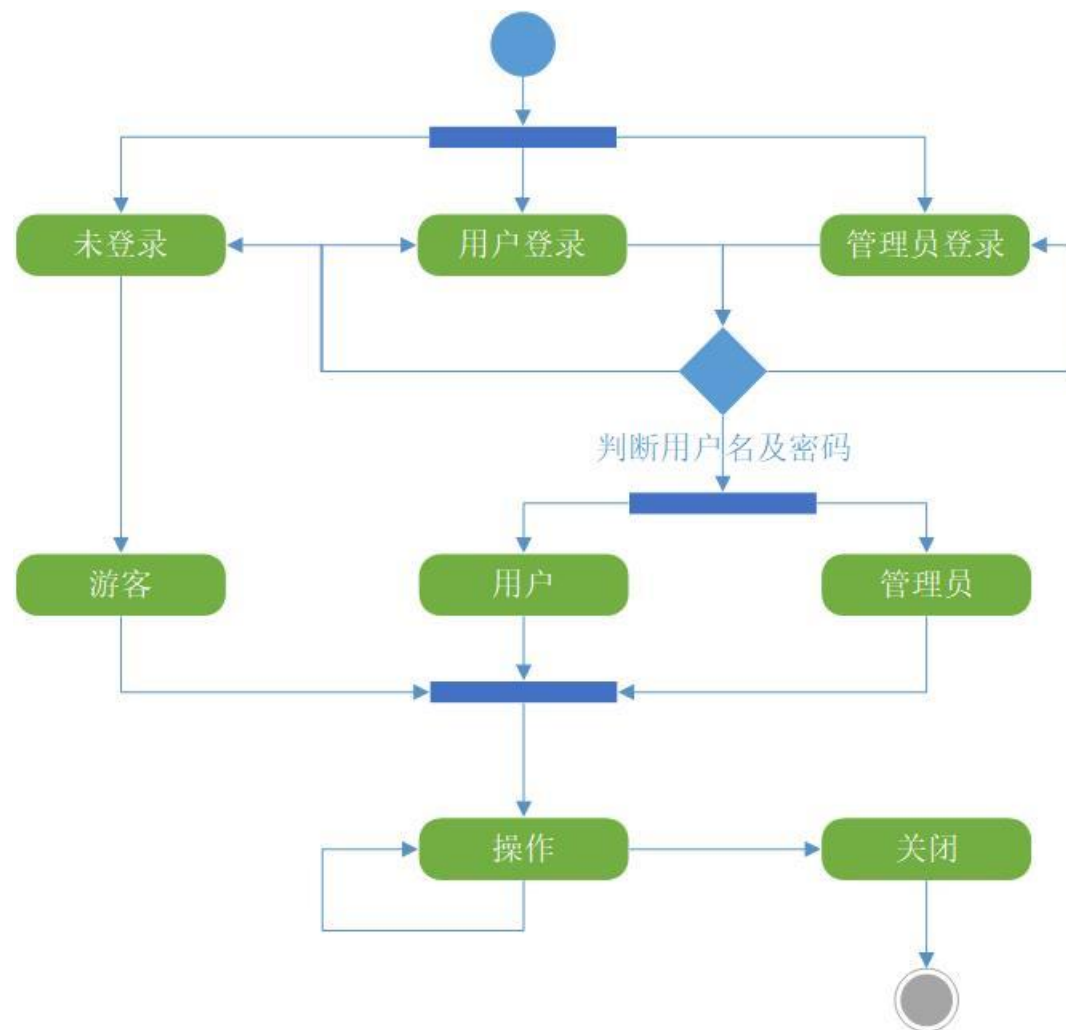 未登录
用户登录
管理员登录
判断用户名及密码
游客
用户
管理员
操作
关闭